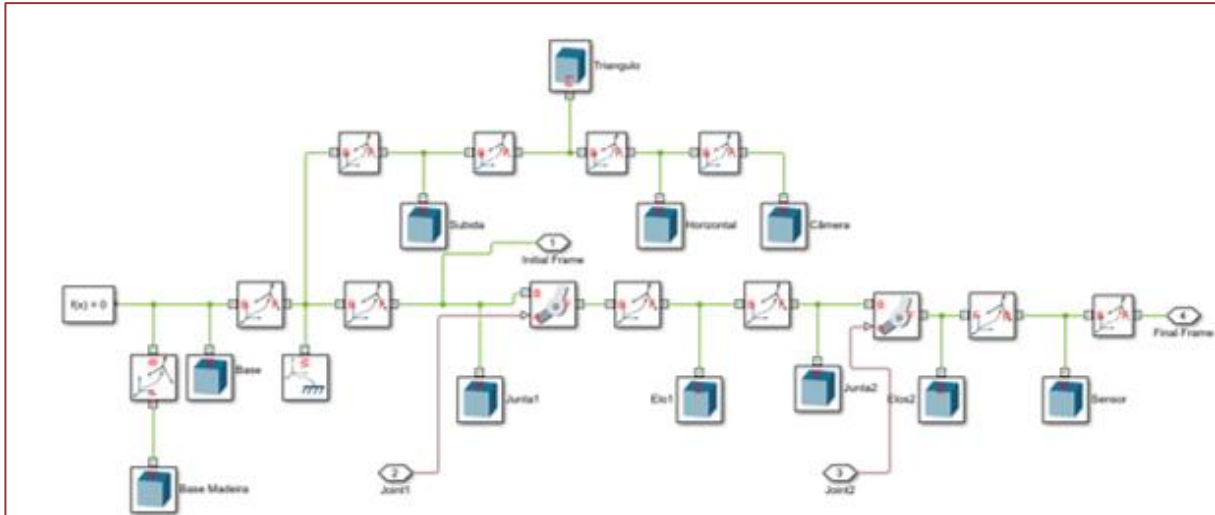 Triangulo
Subida
Horizontal
Câmera
1
Initial Frame
f(x) = 0
4
Final Frame
Base
Junta1
Elo1
Junta2
Elos2
Sensor
Base Madeira
2
Joint1
3
Joint2